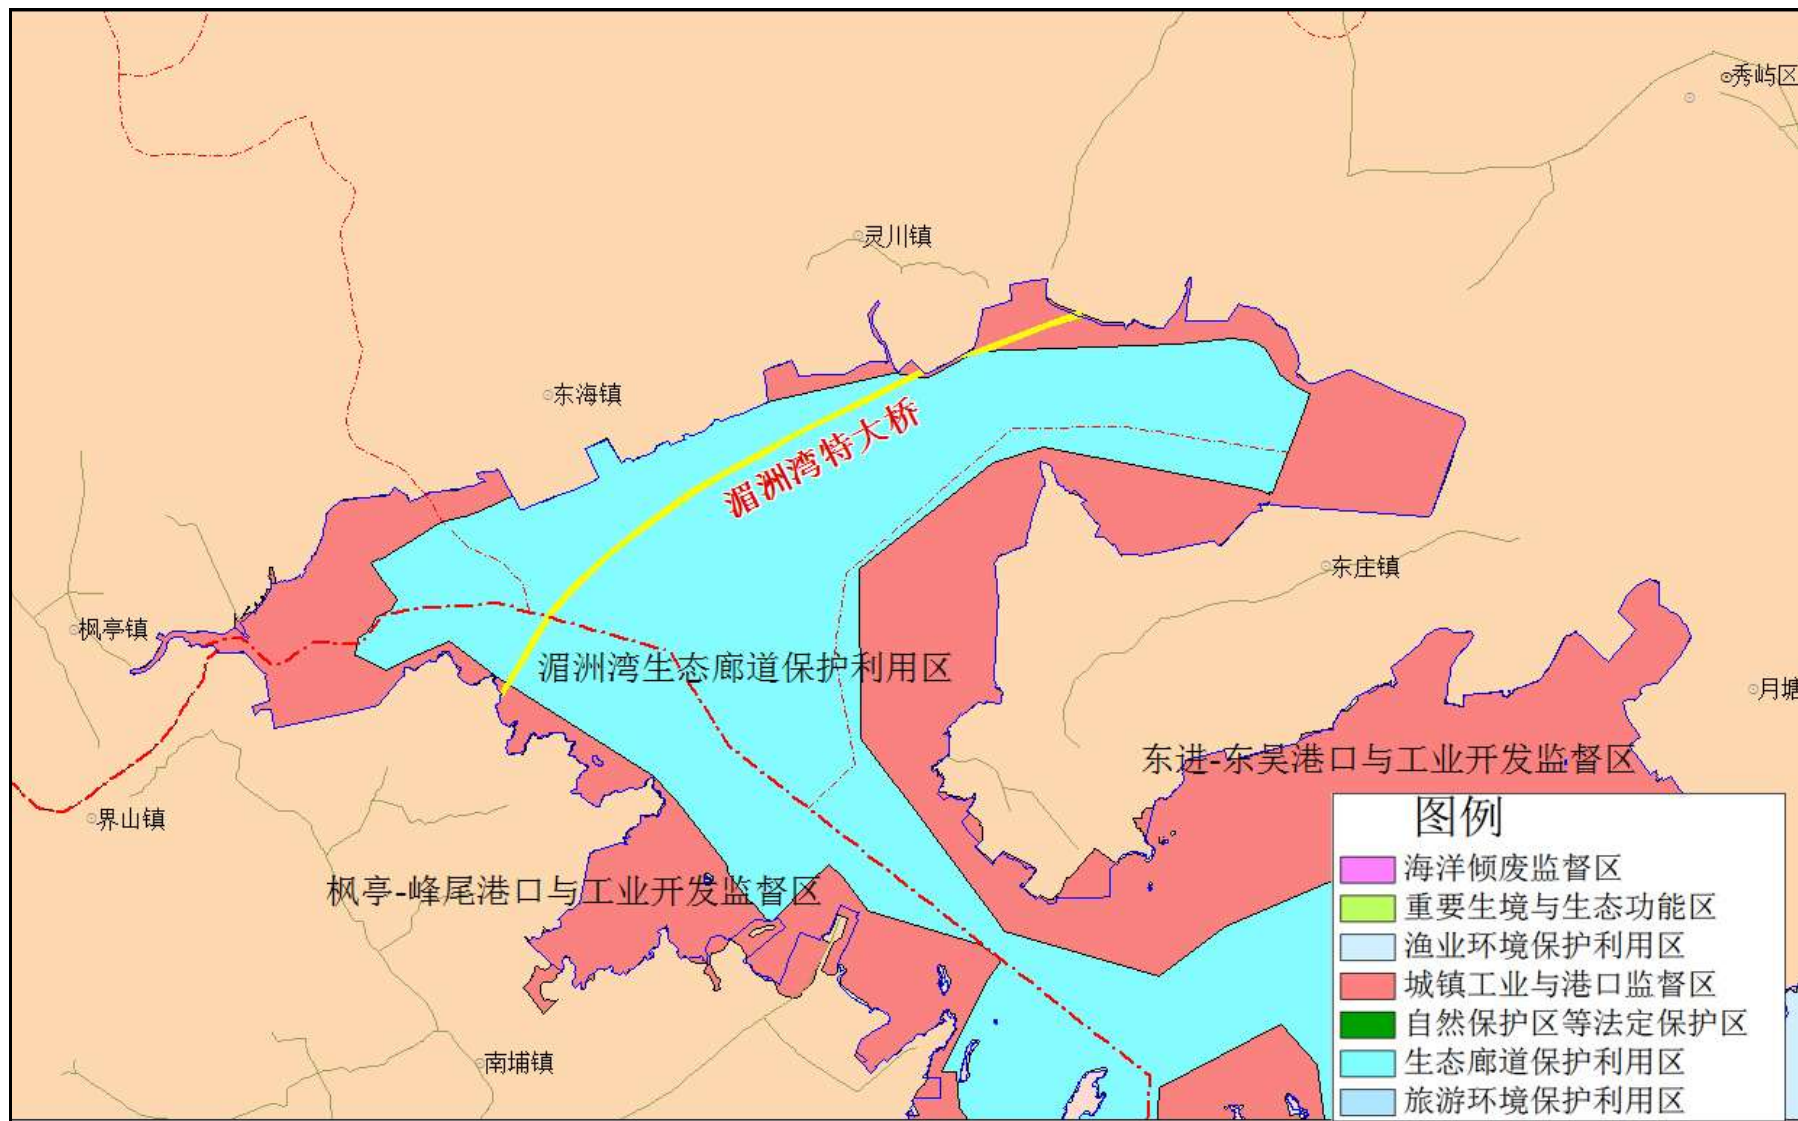 秀屿区
灵川镇
东海镇
湄洲湾特大桥
东庄镇
枫亭镇
湄洲湾生态廊道保护利用区
月塘
东进-东吴港口与工业开发监督区
界山镇
枫亭-峰尾港口与工业开发监督区
南埔镇
图例
海洋倾废监督区
重要生境与生态功能区
渔业环境保护利用区
城镇工业与港口监督区
自然保护区等法定保护区
生态廊道保护利用区
旅游环境保护利用区